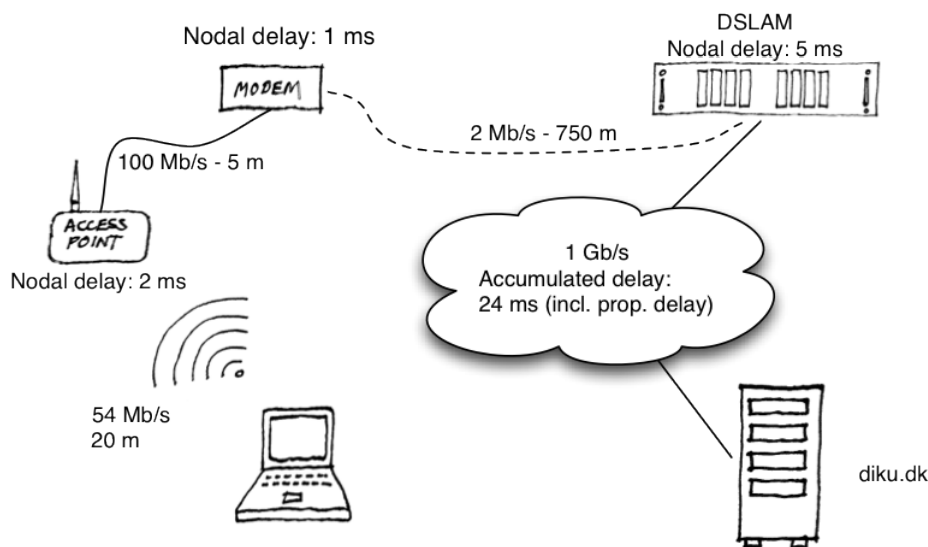 Nodal delay: 1 ms
MODEM
DSLAM
Nodal delay: 5 ms
2 Mb/s - 750 m
100 Mb/s - 5 m
ACCESS
POINT
Nodal delay: 2 ms
1 Gb/s
Accumulated delay:
24 ms (incl. prop. delay)
54 Mb/s
20 m
diku.dk